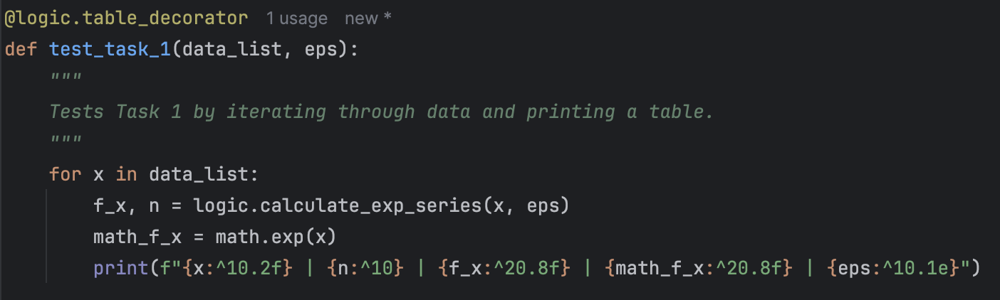 @logic.table_decorator 1 usage new *
def test_task_1(data_list, eps):
    """
    Tests Task 1 by iterating through data and printing a table.
    """
    for x in data_list:
        f_x, n = logic.calculate_exp_series(x, eps)
        math_f_x = math.exp(x)
        print(f"{x:^10.2f} | {n:^10} | {f_x:^20.8f} | {math_f_x:^20.8f} | {eps:^10.1e}")